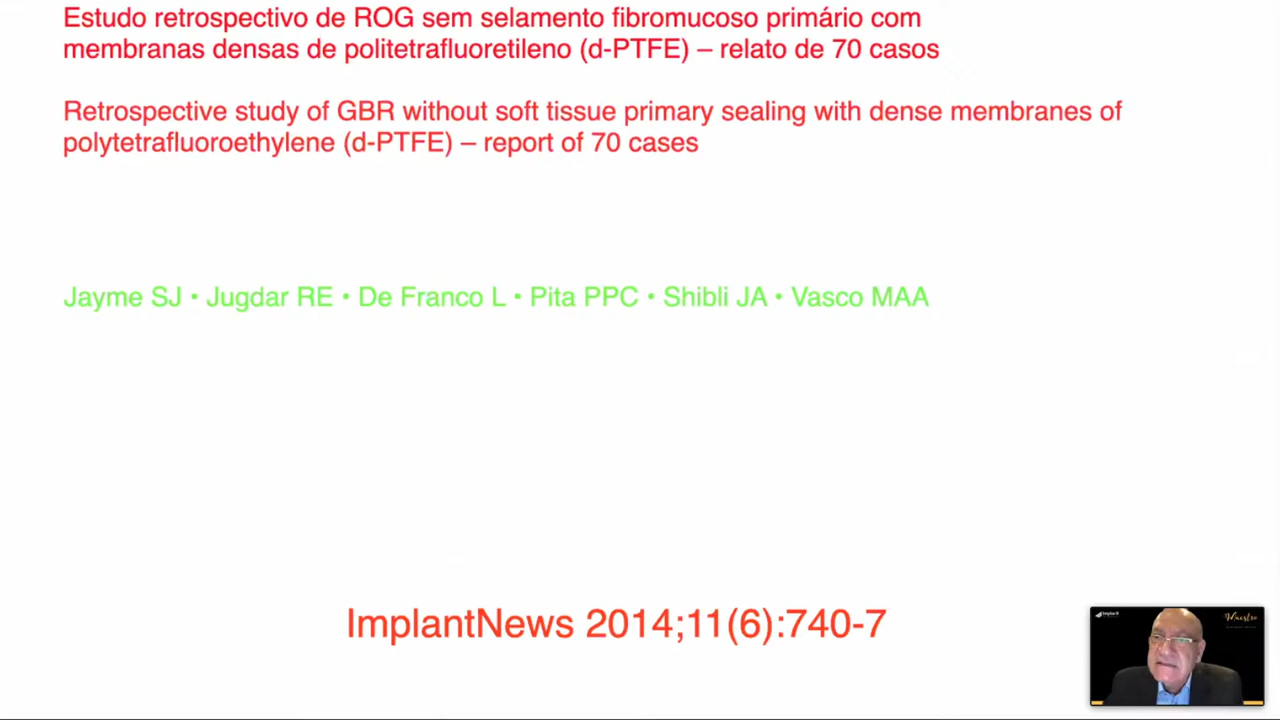 Estudo retrospectivo de ROG sem selamento fibromucoso primário com
membranas densas de politetrafluoretileno (d-PTFE) – relato de 70 casos
Retrospective study of GBR without soft tissue primary sealing with dense membranes of
polytetrafluoroethylene (d-PTFE) – report of 70 cases
Jayme SJ • Jugdar RE • De Franco L • Pita PPC • Shibli JA • Vasco MAA
ImplantNews 2014;11(6):740-7
Maestro